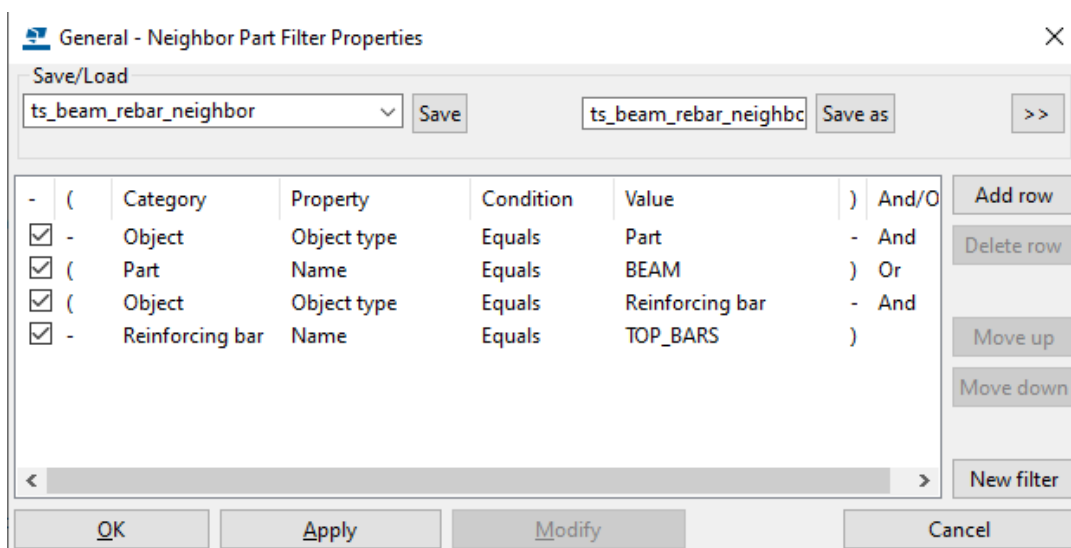 General - Neighbor Part Filter Properties
Save/Load
ts_beam_rebar_neighbor Save ts_beam_rebar_neighbc Save as >>
- ( Category Property Condition Value ) And/O Add row
- Object Object type Equals Part - And
Delete row
( Part Name Equals BEAM ) Or
( Object Object type Equals Reinforcing bar - And
- Reinforcing bar Name Equals TOP_BARS )
Move up
Move down
New filter
OK Apply Modify Cancel